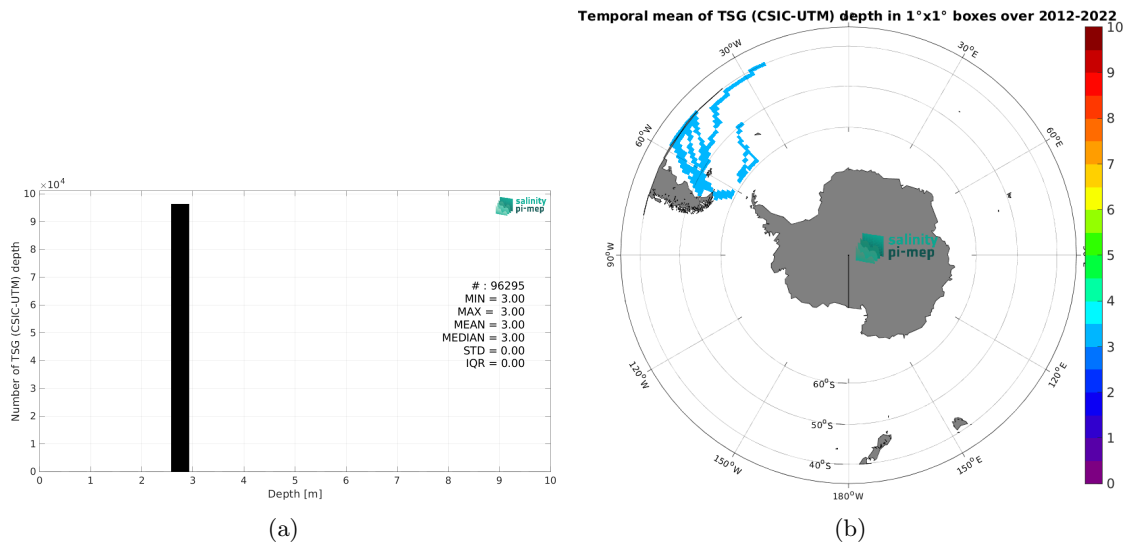 ×10⁴
10
9
8
7
6
5
4
3
2
1
0
Number of TSG (CSIC-UTM) depth
salinity
pi-mep
# : 96295
MIN = 3.00
MAX = 3.00
MEAN = 3.00
MEDIAN = 3.00
STD = 0.00
IQR = 0.00
0 1 2 3 4 5 6 7 8 9 10
Depth [m]
(a)
Temporal mean of TSG (CSIC-UTM) depth in 1°x1° boxes over 2012-2022
30°W
30°E
60°W
60°E
90°W
salinity
pi-mep
120°W
120°E
60°S
50°S
40°S
150°W
150°E
180°W
10
9
8
7
6
5
4
3
2
1
0
(b)